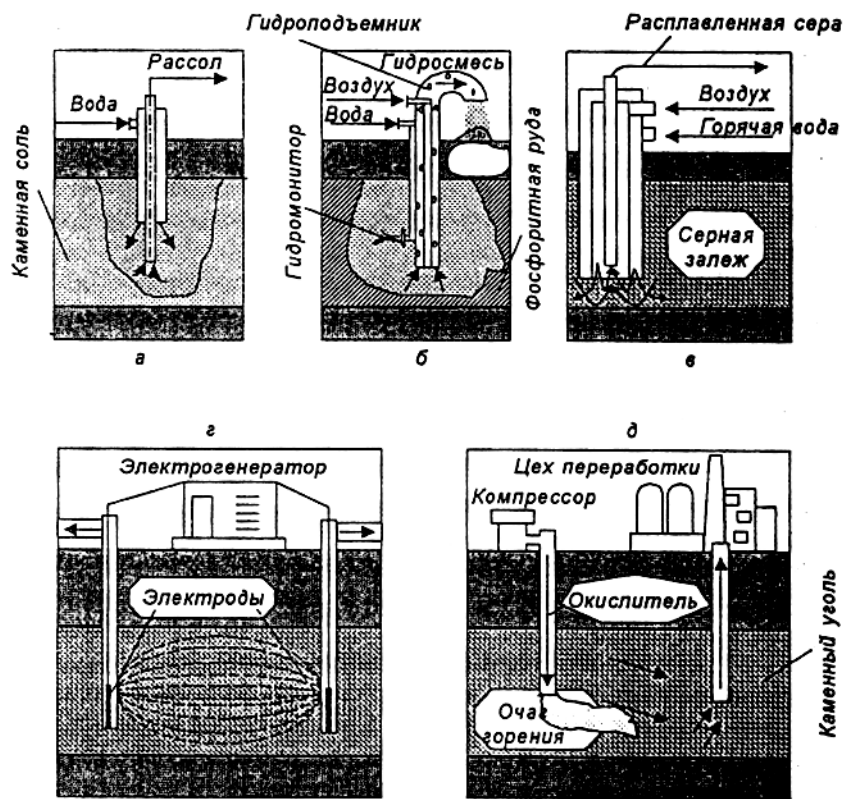 Гидроподъемник
Расплавленная сера
Рассол
Гидросмесь
Воздух
Вода
Вода
Воздух
Горячая вода
Каменная соль
Гидромонитор
Фосфоритная руда
Серная
залеж
а
б
в
г
д
Электрогенератор
Цех переработки
Компрессор
Электроды
Окислитель
Каменный уголь
Очаг
горения